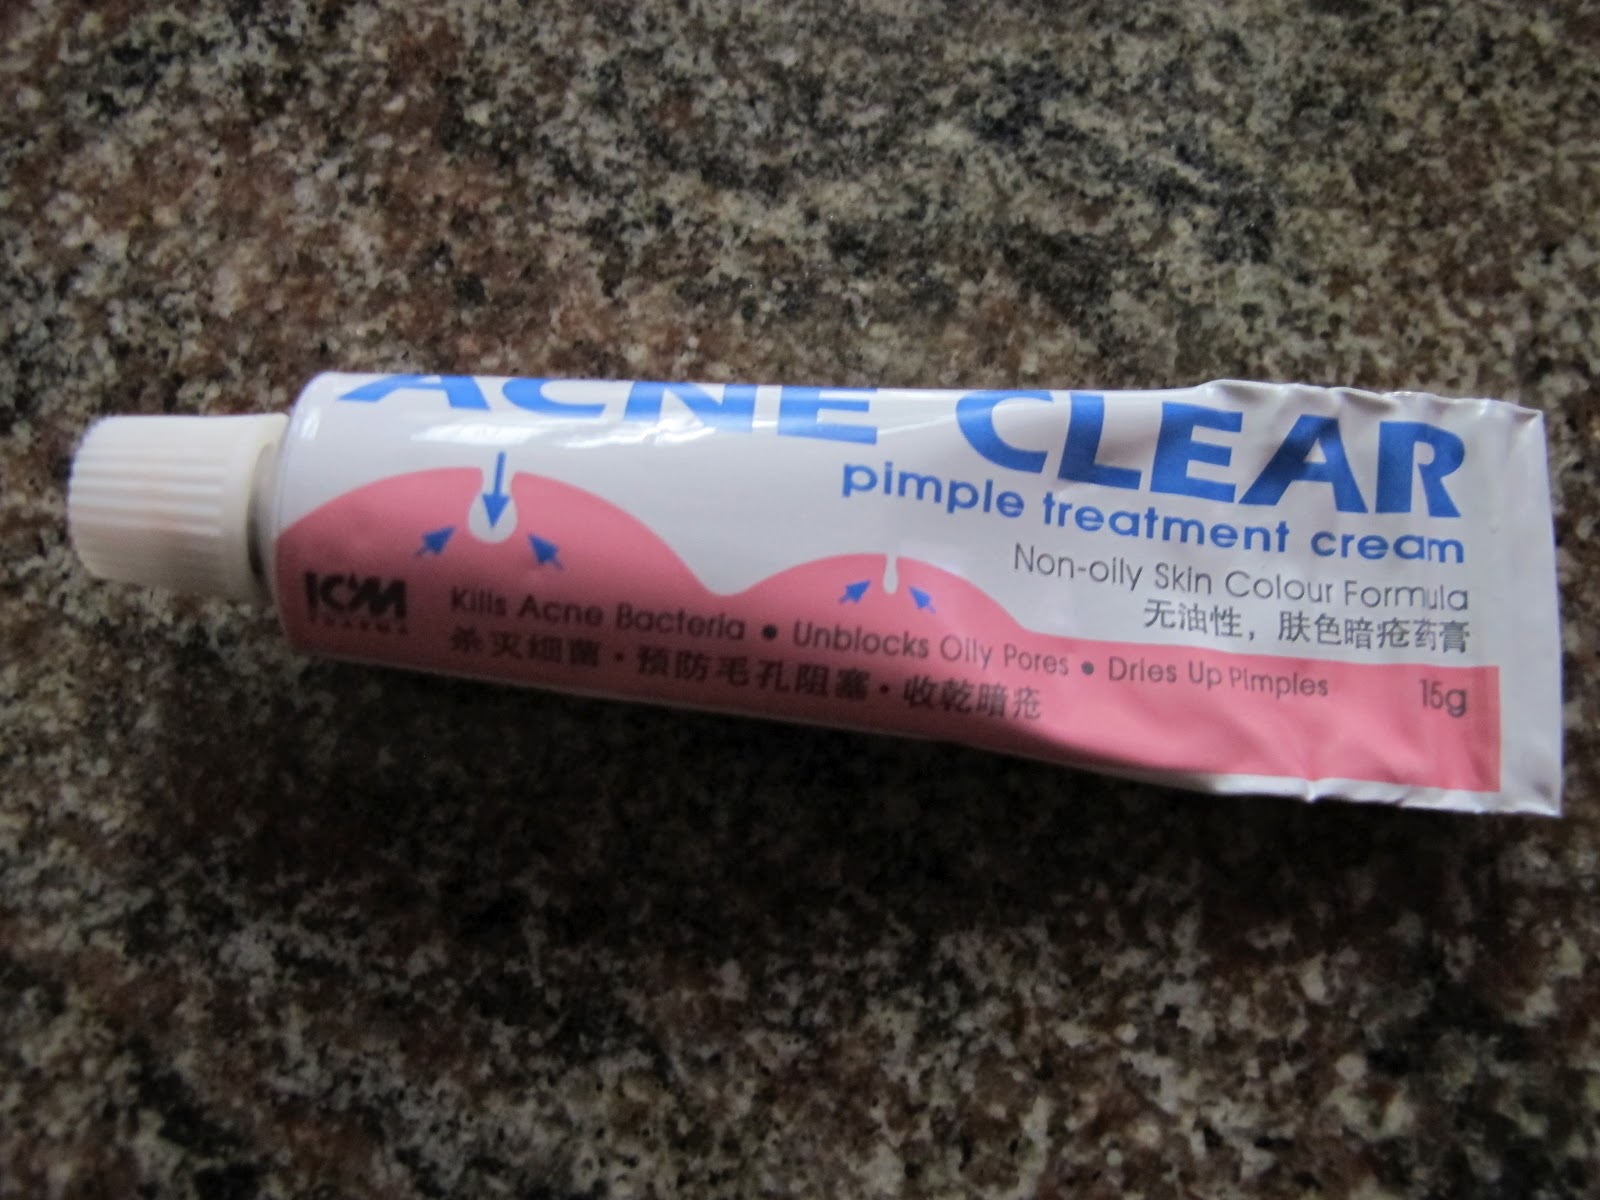 ACNE CLEAR
pimple treatment cream
Non-oily Skin Colour Formula
无油性，肤色暗疮药膏
ICM
PHARMA
Kills Acne Bacteria • Unblocks Oily Pores • Dries Up Pimples
15g
杀灭细菌・预防毛孔阻塞・收乾暗疮